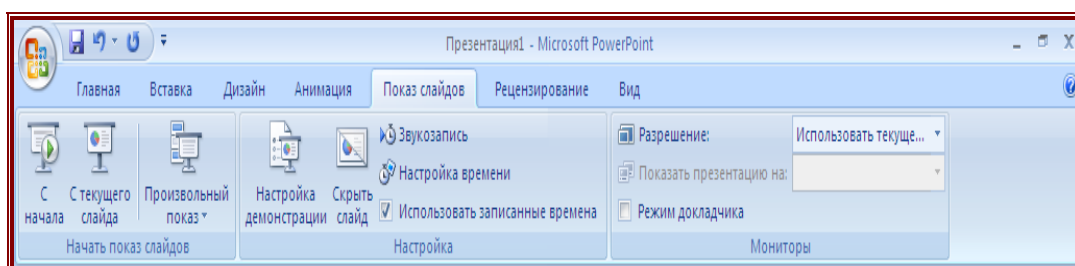 Презентация1 - Microsoft PowerPoint
Главная Вставка Дизайн Анимация Показ слайдов Рецензирование Вид
С начала
С текущего слайда
Произвольный показ
Начать показ слайдов
Настройка демонстрации
Скрыть слайд
Звукозапись
Настройка времени
Использовать записанные времена
Настройка
Разрешение: Использовать текуще...
Показать презентацию на:
Режим докладчика
Мониторы